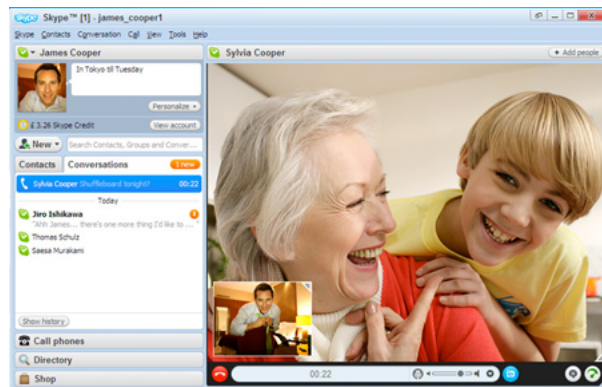 Skype™ [1] - james_cooper1
Skype Contacts Conversation Call View Tools Help
James Cooper
In Tokyo til Tuesday
Personalize
£ 3.26 Skype Credit
View account
New
Search Contacts, Groups and Conver...
Contacts
Conversations
1 new
Sylvia Cooper Shuffleboard tonight? 00:22
Today
Jiro Ishikawa
"Ahh James... there's one more thing I'd like to ... "
Thomas Schulz
Saesa Murakami
Show history
Call phones
Directory
Shop
Sylvia Cooper
+ Add people
00:22